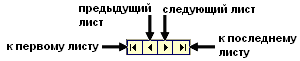 предыдущий
лист
следующий лист
к первому листу
к последнему
листу